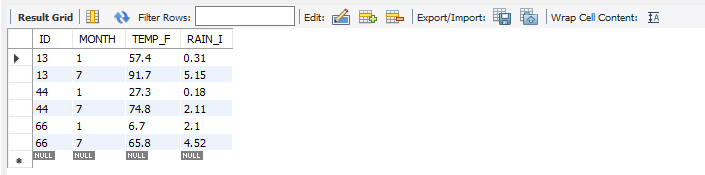 Result Grid Filter Rows: Edit: Export/Import: Wrap Cell Content: IA
ID MONTH TEMP_F RAIN_I
13 1 57.4 0.31
13 7 91.7 5.15
44 1 27.3 0.18
44 7 74.8 2.11
66 1 6.7 2.1
66 7 65.8 4.52
NULL NULL NULL NULL